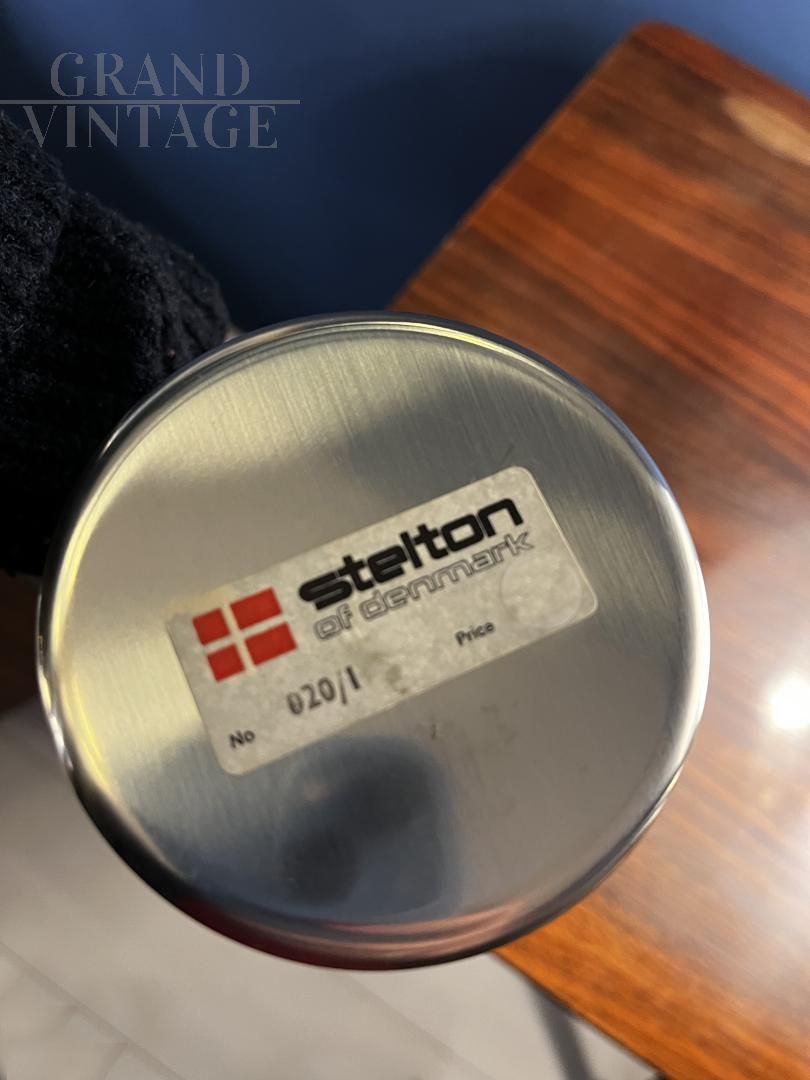 GRAND
VINTAGE
stelton
of denmark
Price
No 020/1